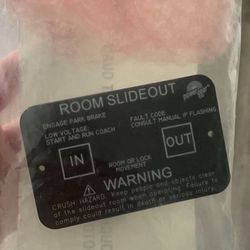 ROOM SLIDEOUT
ENGAGE PARK BRAKE
LOW VOLTAGE
START AND RUN COACH
FAULT CODE
CONSULT MANUAL IF FLASHING
IN
OUT
ROOM OR LOCK
MOVEMENT
WARNING
CRUSH HAZARD. Keep people and objects clear
of the slideout room when operating. Failure to
comply could result in death or serious injury.